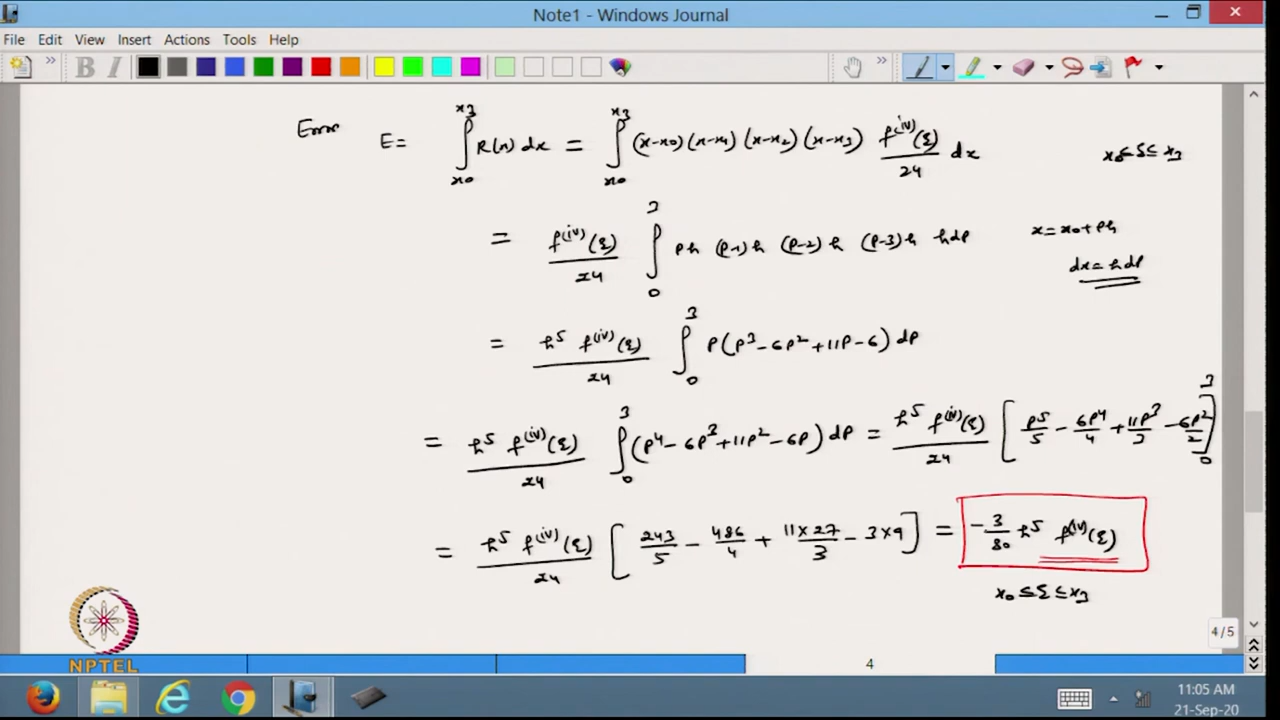 Note1 - Windows Journal
File Edit View Insert Actions Tools Help
B I
Error E = ∫_{x0}^{x3} R(x) dx = ∫_{x0}^{x3} (x-x0)(x-x1)(x-x2)(x-x3) f^{(iv)}(ξ)/24 dx x0≤ξ≤x3
= f^{(iv)}(ξ)/24 ∫_0^3 ph (p-1)h (p-2)h (p-3)h hdp x = x0+ph
dx = hdp
= h^5 f^{(iv)}(ξ)/24 ∫_0^3 p(p^3-6p^2+11p-6) dp
= h^5 f^{(iv)}(ξ)/24 ∫_0^3 (p^4-6p^3+11p^2-6p) dp = h^5 f^{(iv)}(ξ)/24 [p^5/5 - 6p^4/4 + 11p^3/3 - 6p^2/2]_0^3
= h^5 f^{(iv)}(ξ)/24 [243/5 - 486/4 + 11×27/3 - 3×9] = -3/80 h^5 f^{(iv)}(ξ)
x0≤ξ≤x3
4/5
NPTEL
4
11:05 AM
21-Sep-20